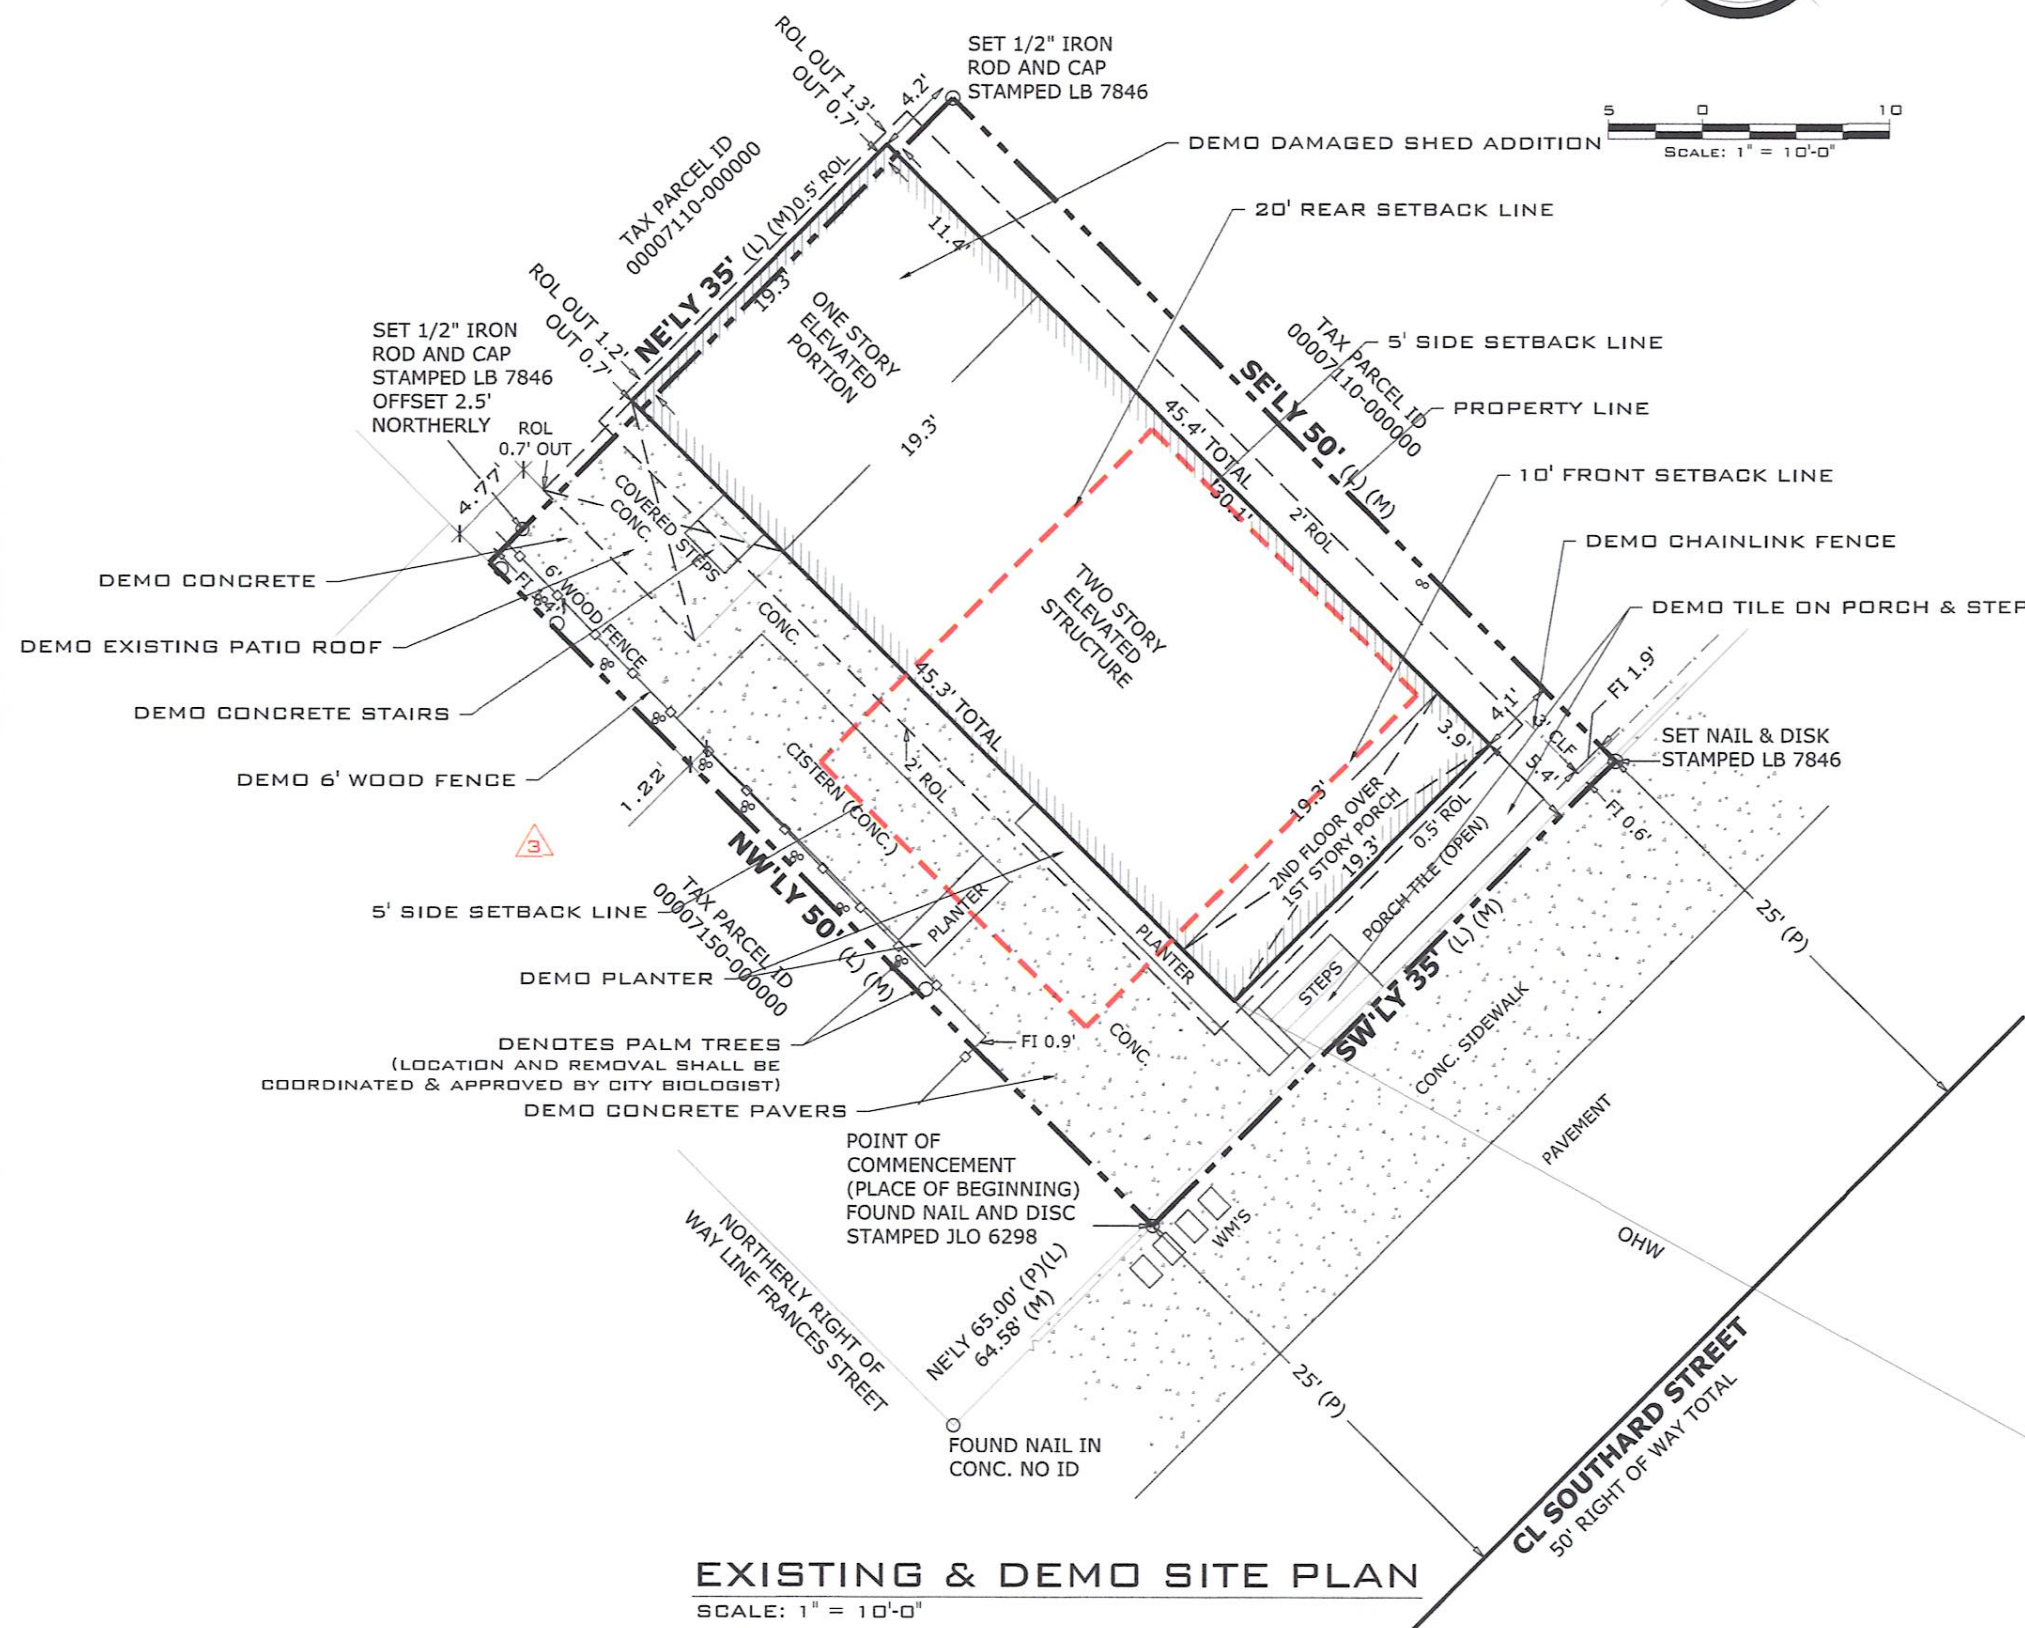 SET 1/2" IRON
ROD AND CAP
STAMPED LB 7846
ROL OUT 1.3'
OUT 0.7'
4.2'
5 0 10
SCALE: 1" = 10'-0"
DEMO DAMAGED SHED ADDITION
20' REAR SETBACK LINE
5' SIDE SETBACK LINE
PROPERTY LINE
10' FRONT SETBACK LINE
DEMO CHAINLINK FENCE
DEMO TILE ON PORCH & STEP
TAX PARCEL ID
00007110-000000
NE'LY 35' (L) (M)
0.5' ROL
19.3'
11.4'
ROL OUT 1.2'
OUT 0.7'
ONE STORY
ELEVATED
PORTION
19.3'
SET 1/2" IRON
ROD AND CAP
STAMPED LB 7846
OFFSET 2.5'
NORTHERLY
ROL
0.7' OUT
4.77'
TAX PARCEL ID
00007110-000000
SE'LY 50' (L) (M)
45.4' TOTAL
30.1'
2' ROL
COVERED
CONC.
STEPS
DEMO CONCRETE
DEMO EXISTING PATIO ROOF
DEMO CONCRETE STAIRS
DEMO 6' WOOD FENCE
6' WOOD FENCE
CONC.
TWO STORY
ELEVATED
STRUCTURE
45.3' TOTAL
2' ROL
CISTERN (CONC.)
1.22'
3
5' SIDE SETBACK LINE
DEMO PLANTER
PLANTER
PLANTER
NW'LY 50' (L) (M)
TAX PARCEL ID
00007150-000000
DENOTES PALM TREES
(LOCATION AND REMOVAL SHALL BE
COORDINATED & APPROVED BY CITY BIOLOGIST)
DEMO CONCRETE PAVERS
FI 0.9'
CONC.
19.3'
2ND FLOOR OVER
1ST STORY PORCH
19.3'
0.5' ROL
PORCH TILE (OPEN)
STEPS
3.9'
4.1'
3' CLF
5.4'
FI 1.9'
SET NAIL & DISK
STAMPED LB 7846
FI 0.6'
SW'LY 35' (L) (M)
CONC. SIDEWALK
25' (P)
PAVEMENT
OHW
POINT OF
COMMENCEMENT
(PLACE OF BEGINNING)
FOUND NAIL AND DISC
STAMPED JLO 6298
WM'S
NORTHERLY RIGHT OF
WAY LINE FRANCES STREET
NE'LY 65.00' (P)(L)
64.58' (M)
25' (P)
FOUND NAIL IN
CONC. NO ID
CL SOUTHARD STREET
50' RIGHT OF WAY TOTAL
EXISTING & DEMO SITE PLAN
SCALE: 1" = 10'-0"